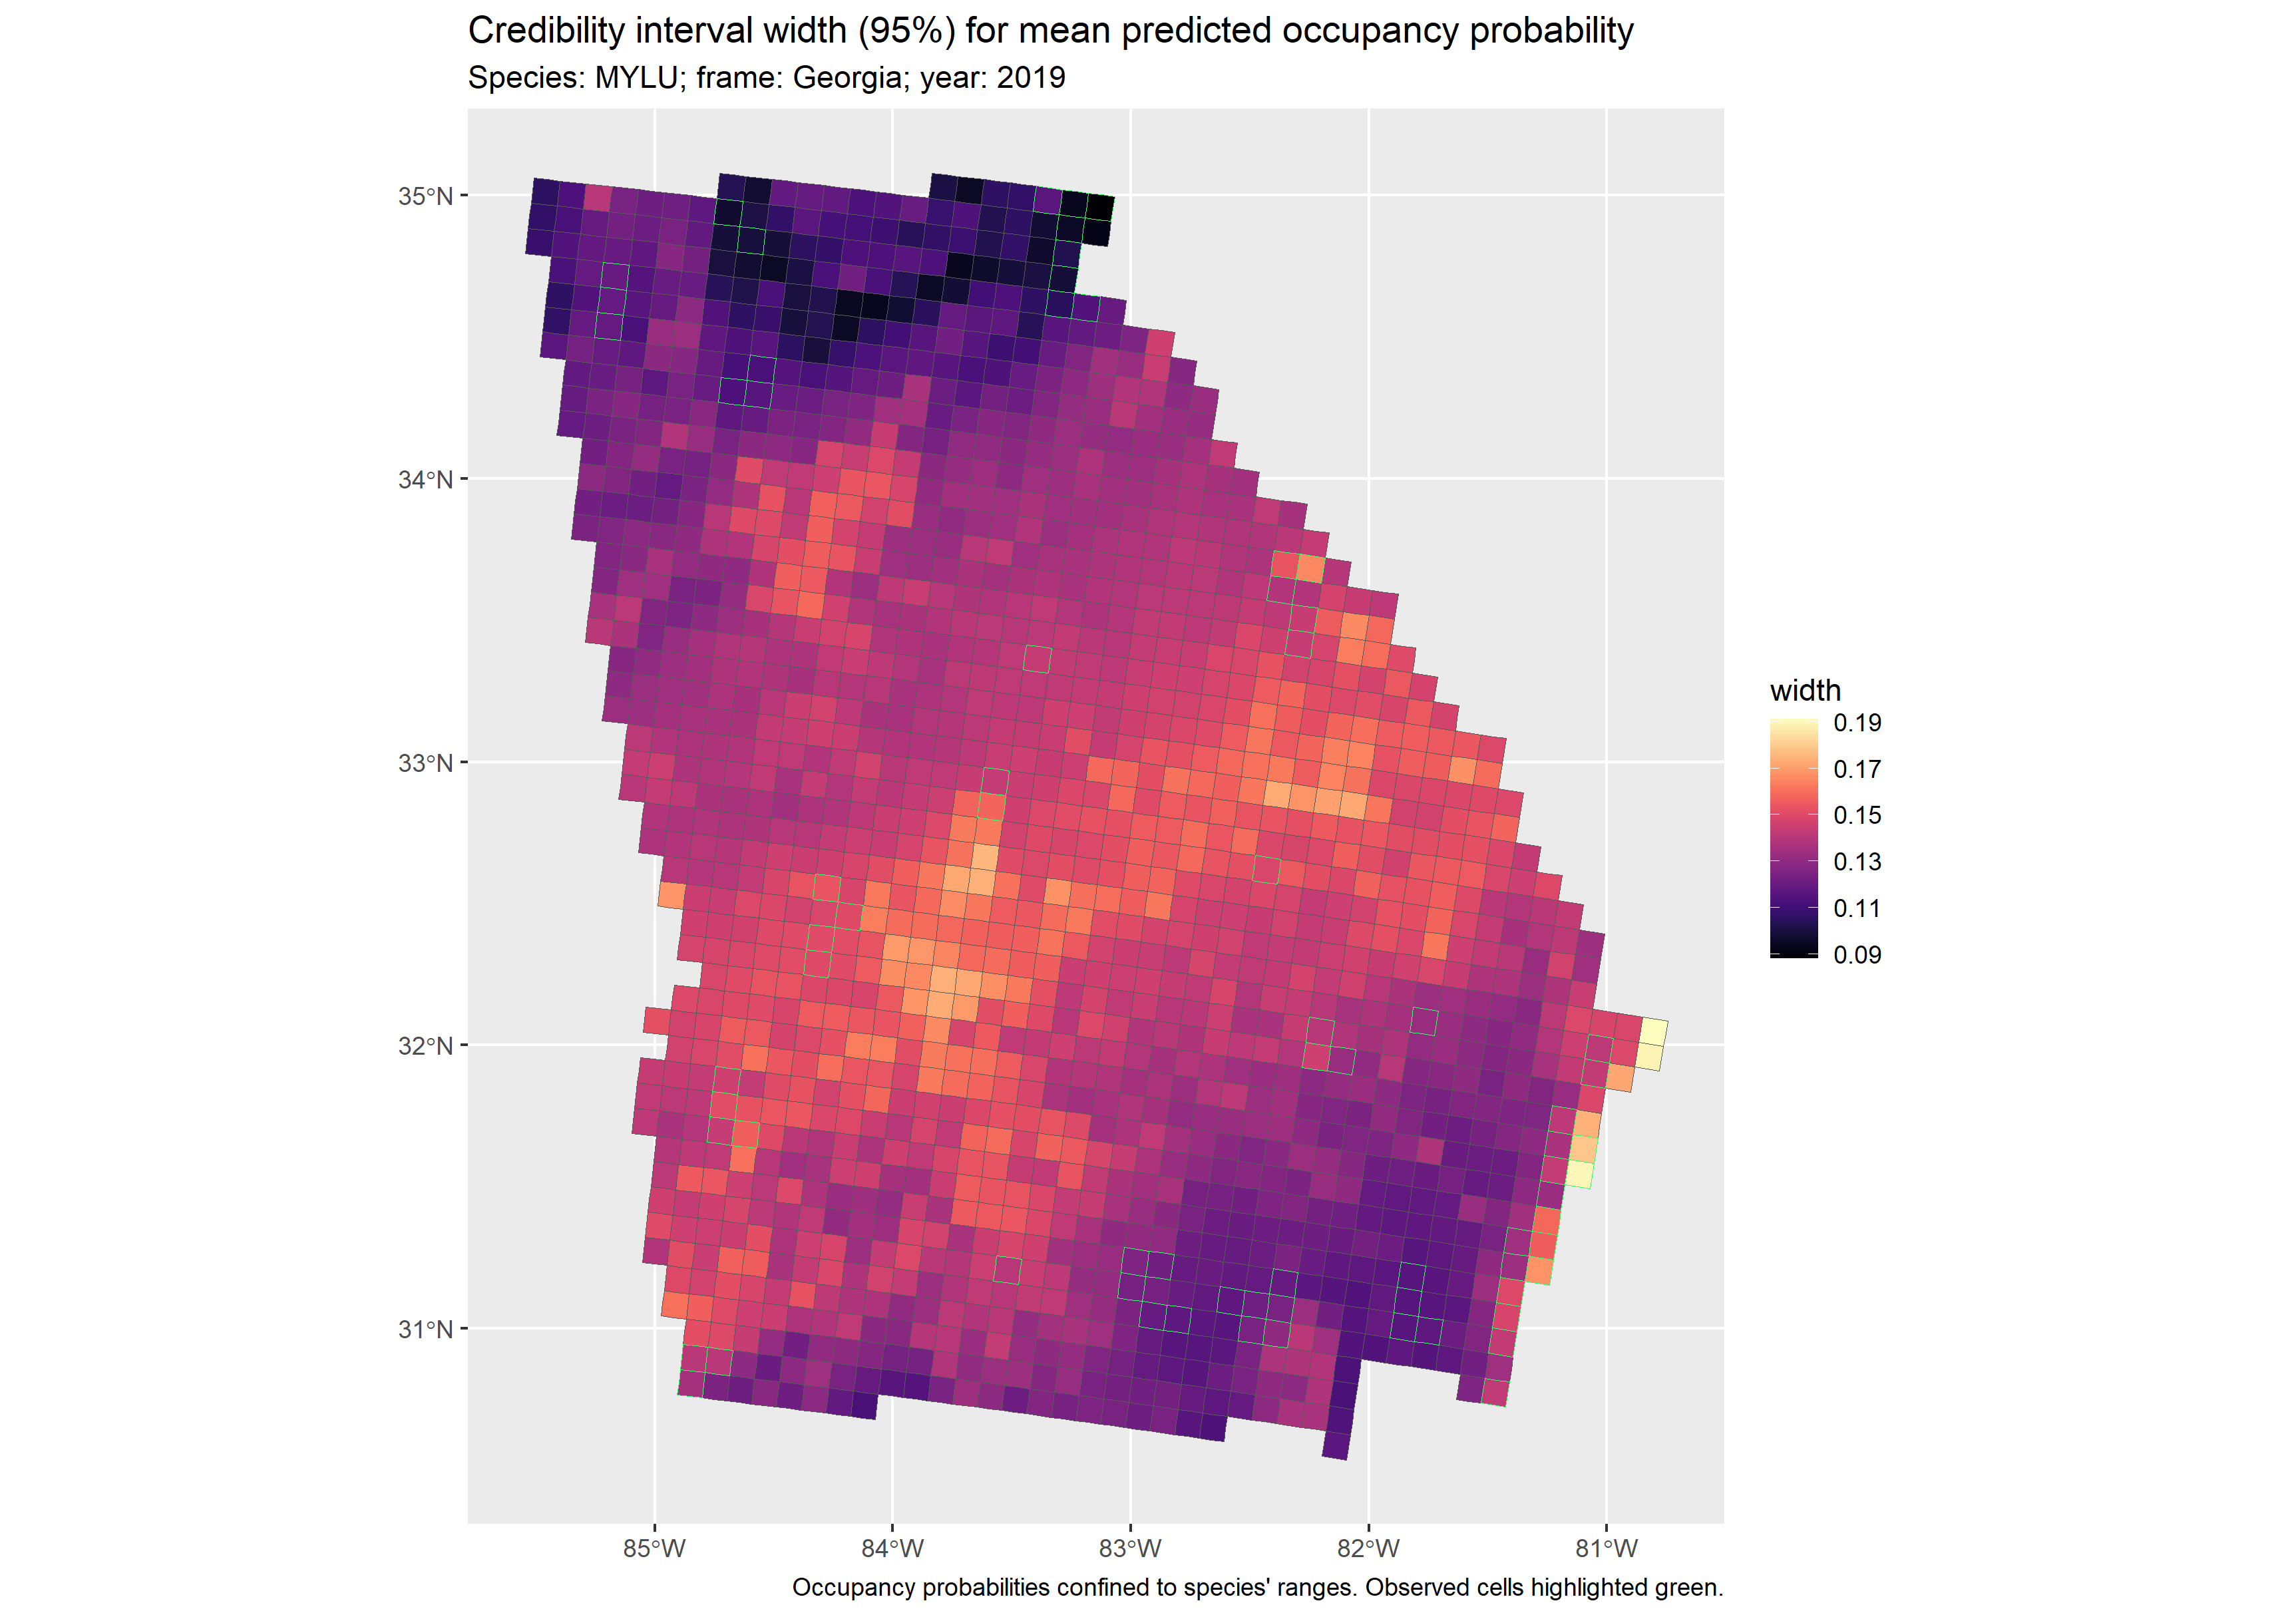 Credibility interval width (95%) for mean predicted occupancy probability
Species: MYLU; frame: Georgia; year: 2019
35°N
34°N
33°N
32°N
31°N
85°W
84°W
83°W
82°W
81°W
width
0.19
0.17
0.15
0.13
0.11
0.09
Occupancy probabilities confined to species' ranges. Observed cells highlighted green.